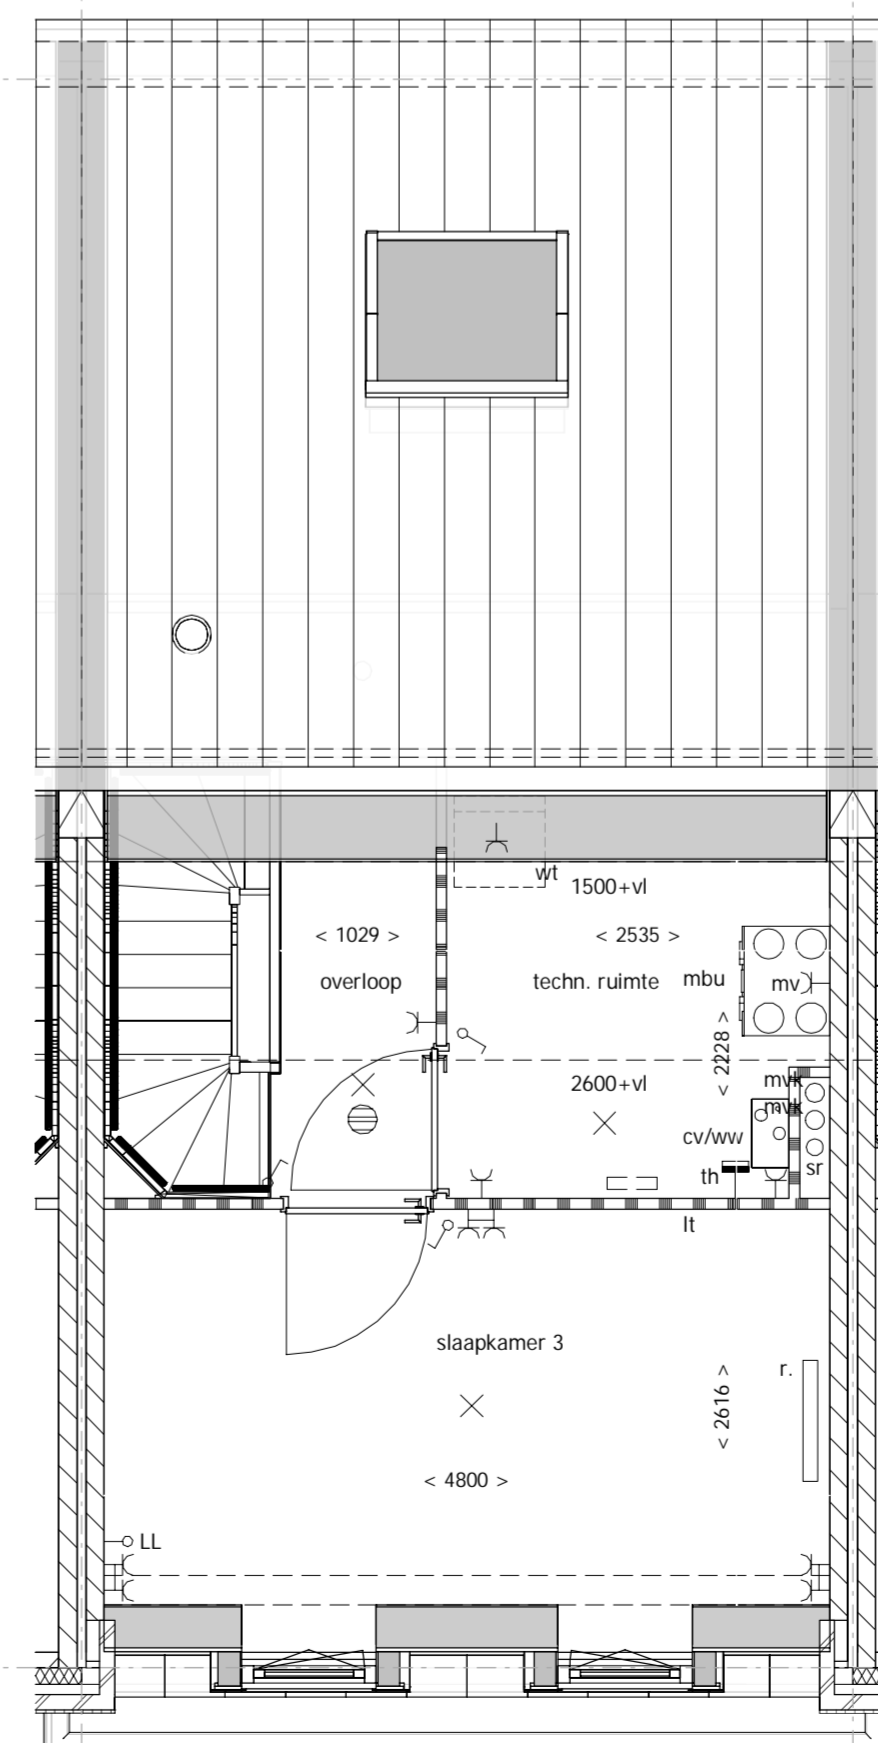 wt
1500+vl
< 1029 >
< 2535 >
overloop
techn. ruimte
mbu
mv
< 2228 >
2600+vl
mvk
mvk
cv/ww
th
sr
lt
slaapkamer 3
r.
< 2616 >
< 4800 >
LL